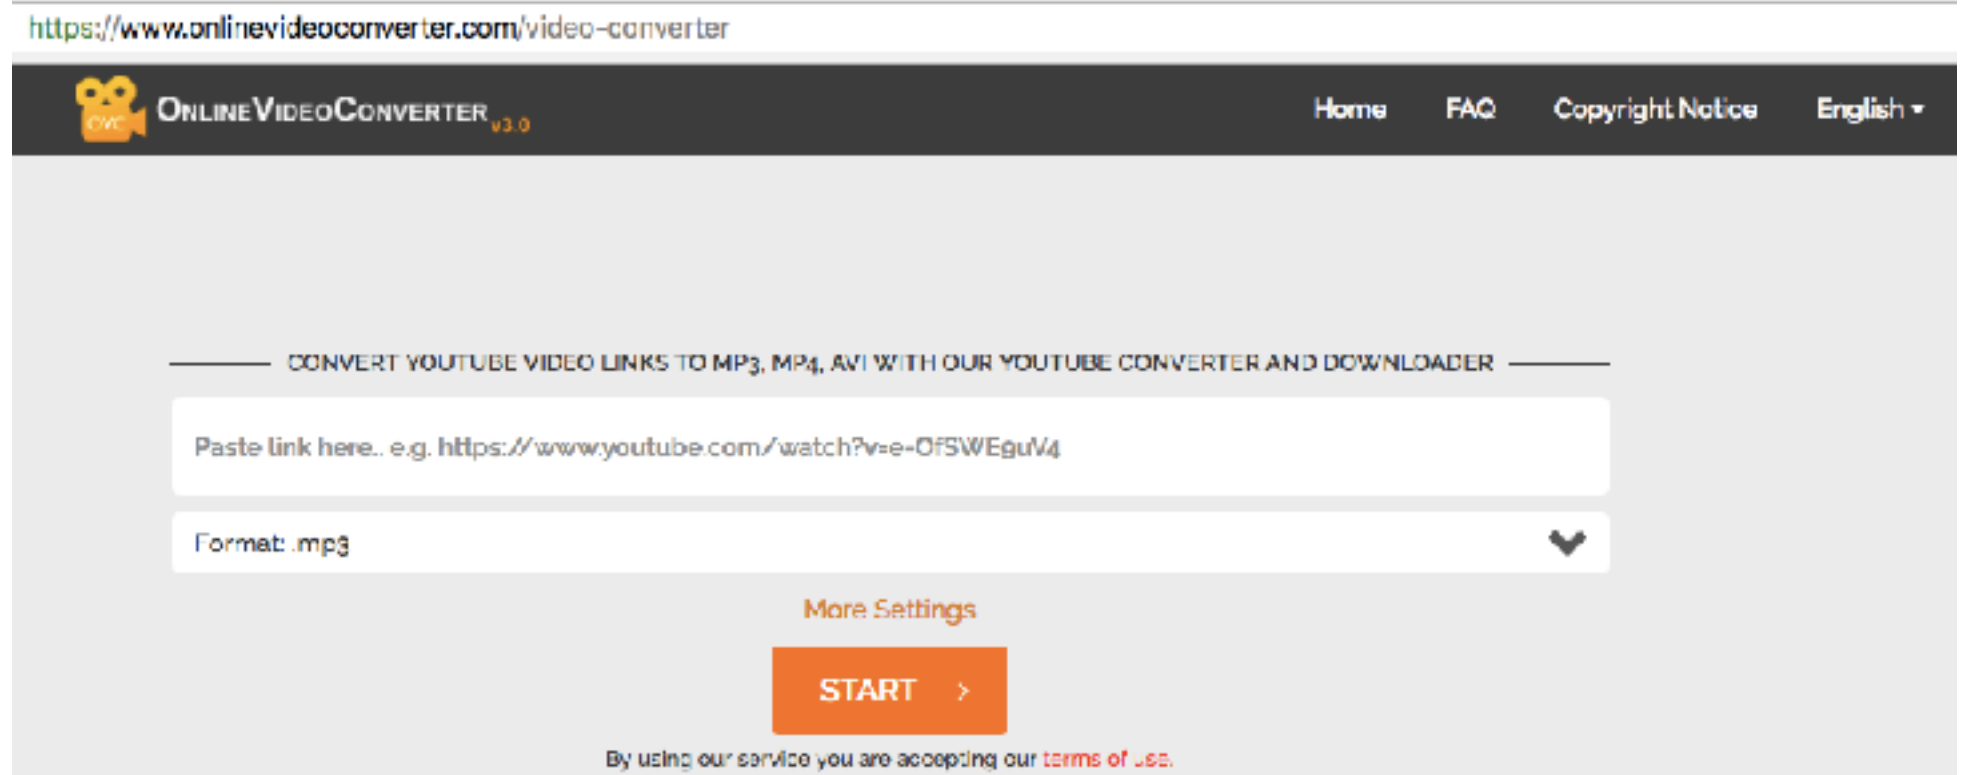 https://www.onlinevideoconverter.com/video-converter
OVC ONLINEVIDEOCONVERTER v3.0 Home FAQ Copyright Notice English
CONVERT YOUTUBE VIDEO LINKS TO MP3, MP4, AVI WITH OUR YOUTUBE CONVERTER AND DOWNLOADER
Paste link here.. e.g. https://www.youtube.com/watch?v=e-OfSWE9uV4
Format: .mp3
More Settings
START >
By using our service you are accepting our terms of use.